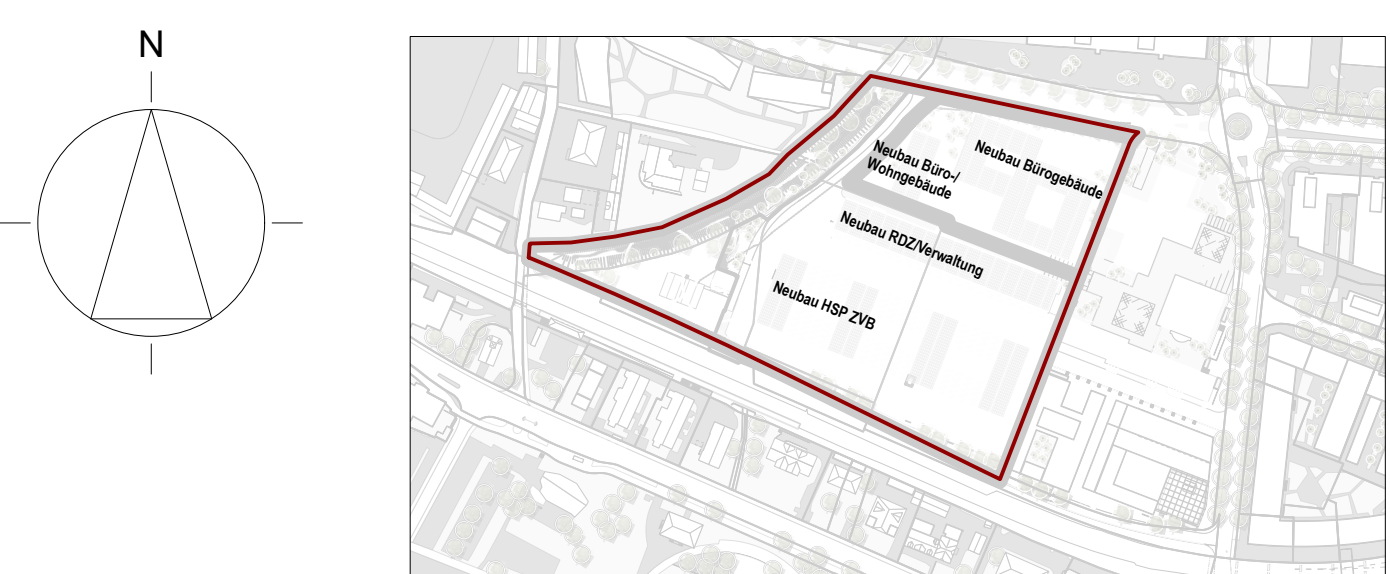 N
Neubau Büro-/
Wohngebäude
Neubau Bürogebäude
Neubau RDZ/Verwaltung
Neubau HSP ZVB